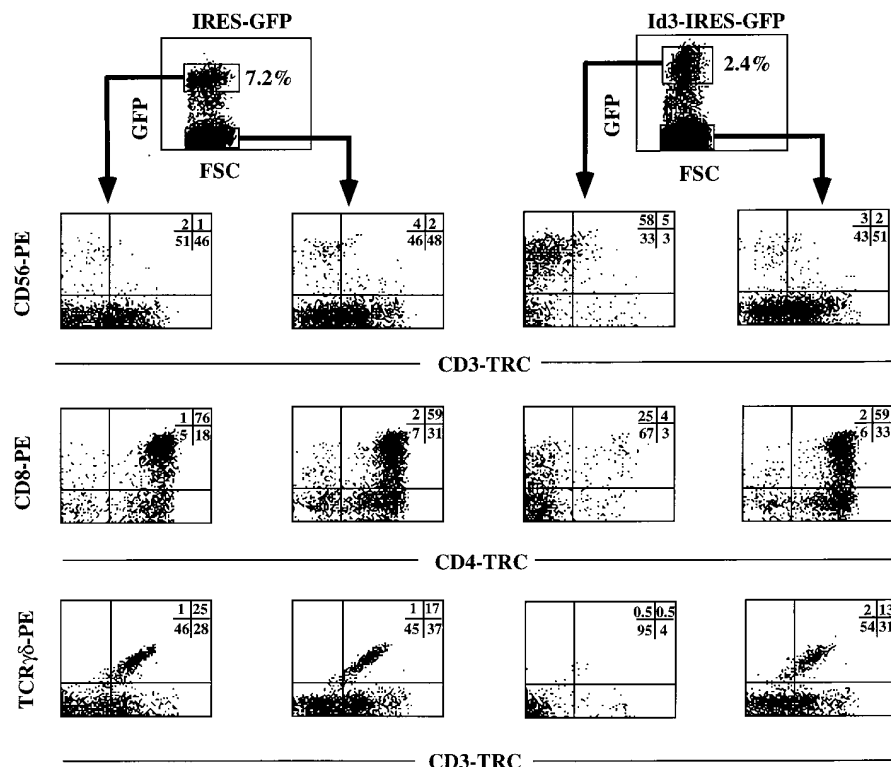 IRES-GFP
Id3-IRES-GFP
7.2%
2.4%
GFP
GFP
FSC
FSC
CD56-PE
2 1
51 46
4 2
46 48
58 5
33 3
3 2
43 51
CD3-TRC
CD8-PE
1 76
5 18
2 59
7 31
25 4
67 3
2 59
6 33
CD4-TRC
TCRγδ-PE
1 25
46 28
1 17
45 37
0.5 0.5
95 4
2 13
54 31
CD3-TRC